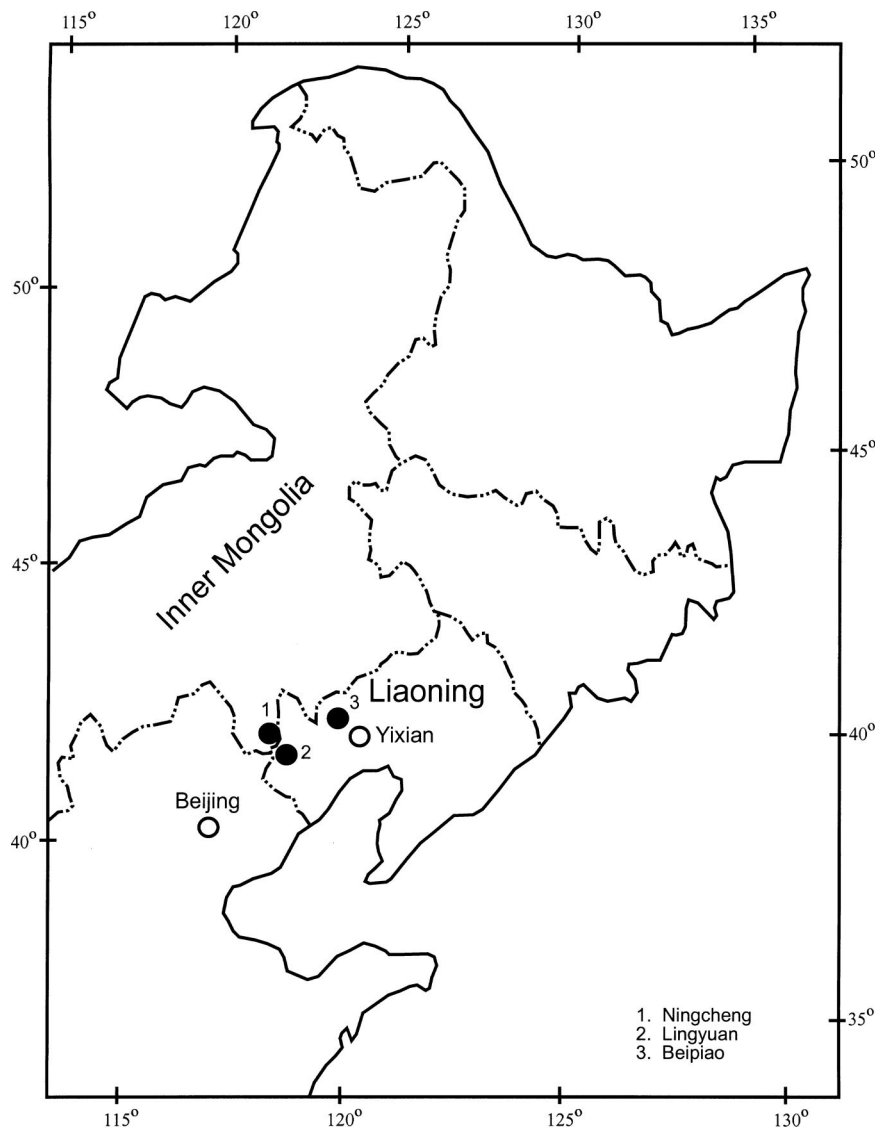 115° 120° 125° 130° 135°
50°
50°
45°
Inner Mongolia
45°
Liaoning
3
1
Yixian
40°
2
Beijing
40°
1. Ningcheng
35°
2. Lingyuan
3. Beipiao
115° 120° 125° 130°